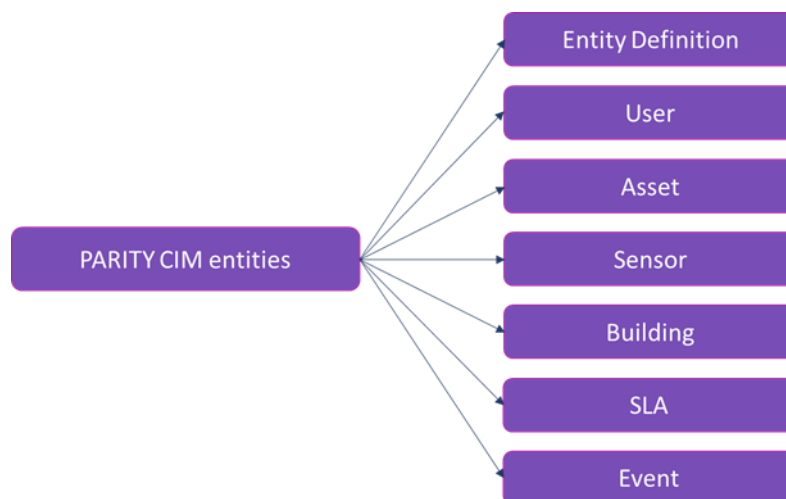 Entity Definition
User
Asset
PARITY CIM entities
Sensor
Building
SLA
Event